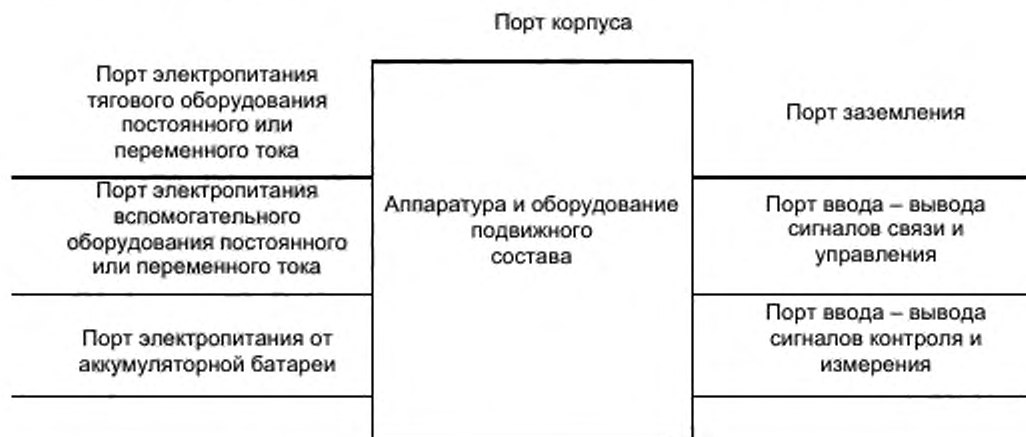 Порт корпуса
Порт электропитания
тягового оборудования
постоянного или
переменного тока
Порт заземления
Порт электропитания
вспомогательного
оборудования постоянного
или переменного тока
Аппаратура и оборудование
подвижного
состава
Порт ввода – вывода
сигналов связи и
управления
Порт электропитания от
аккумуляторной батареи
Порт ввода – вывода
сигналов контроля и
измерения